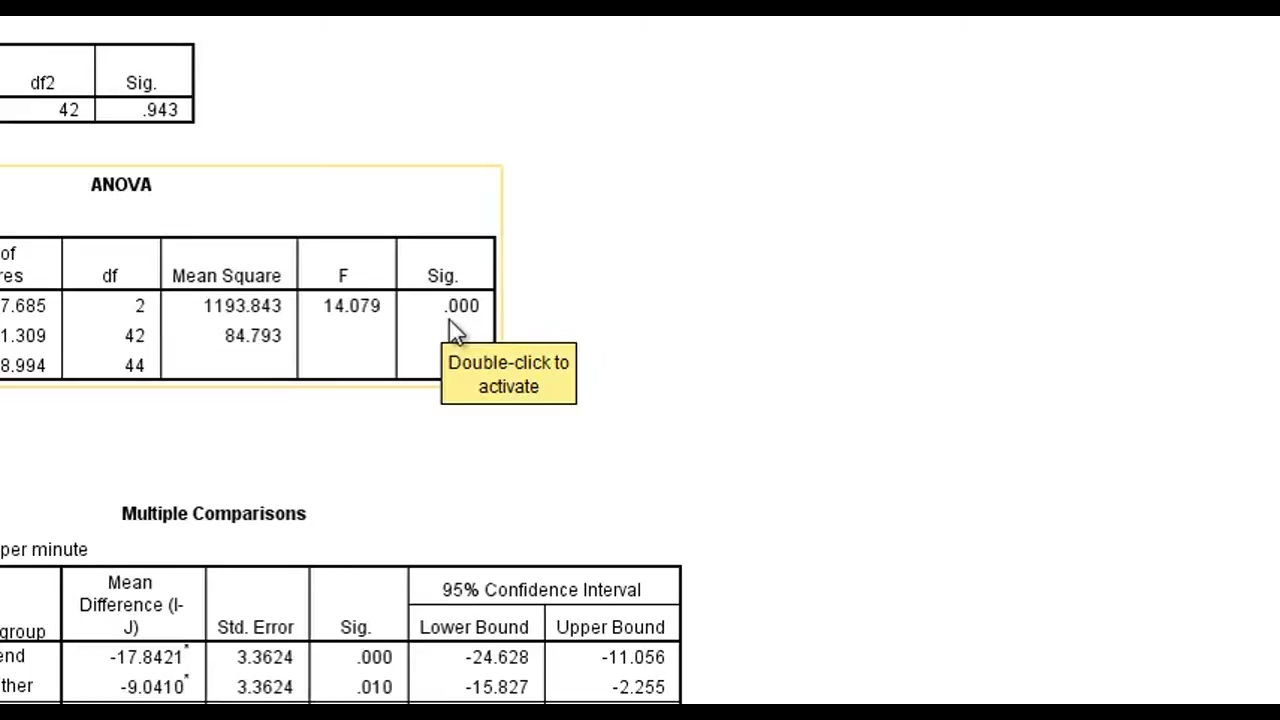 df2 Sig.
42 .943
ANOVA
of
res df Mean Square F Sig.
7.685 2 1193.843 14.079 .000
1.309 42 84.793
8.994 44
Double-click to
activate
Multiple Comparisons
per minute
Mean
Difference (I-
J)
group Std. Error Sig. 95% Confidence Interval
Lower Bound Upper Bound
end -17.8421* 3.3624 .000 -24.628 -11.056
ther -9.0410* 3.3624 .010 -15.827 -2.255